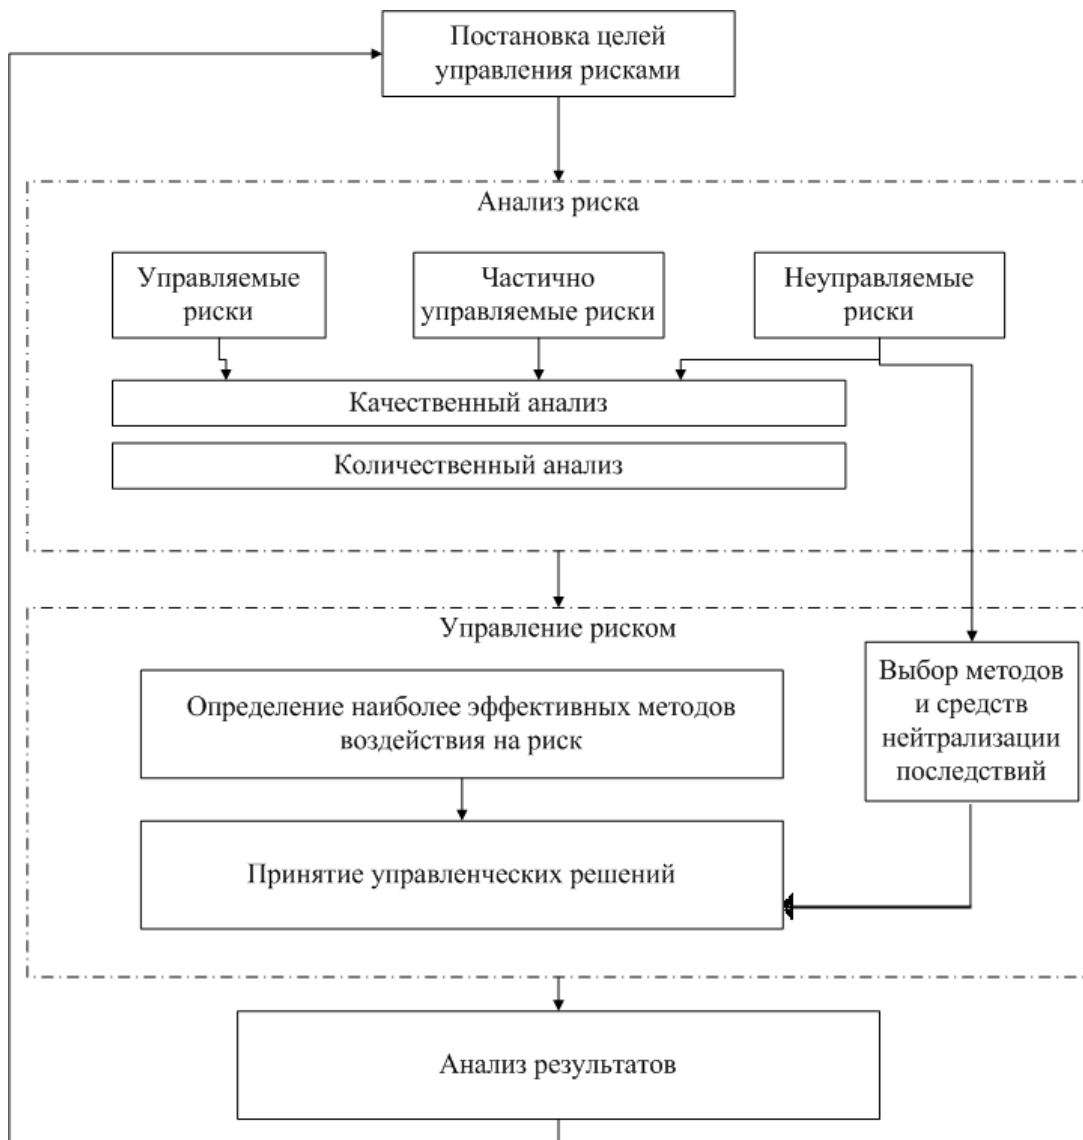 Постановка целей
управления рисками
Анализ риска
Управляемые
риски
Частично
управляемые риски
Неуправляемые
риски
Качественный анализ
Количественный анализ
Управление риском
Определение наиболее эффективных методов
воздействия на риск
Выбор методов
и средств
нейтрализации
последствий
Принятие управленческих решений
Анализ результатов